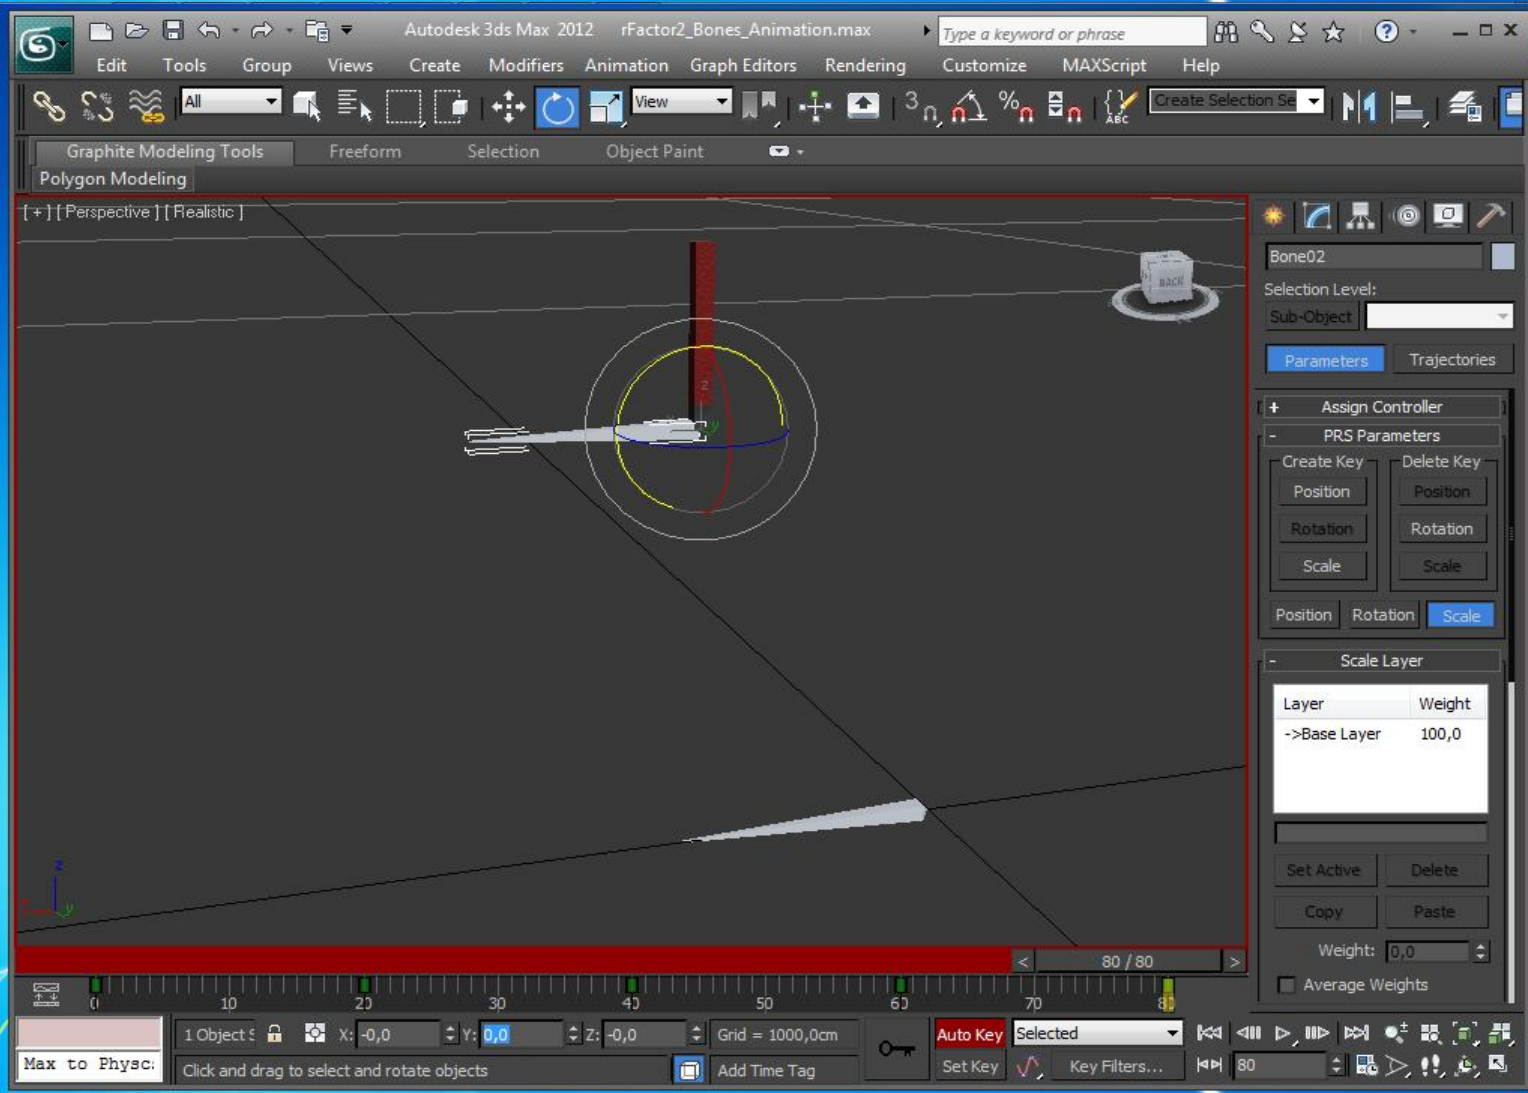 Autodesk 3ds Max 2012 rFactor2_Bones_Animation.max Type a keyword or phrase
Edit Tools Group Views Create Modifiers Animation Graph Editors Rendering Customize MAXScript Help
All View 3 % ABC Create Selection Se
Graphite Modeling Tools Freeform Selection Object Paint
Polygon Modeling
[ + ] [ Perspective ] [ Realistic ]
BACK
Bone02
Selection Level:
Sub-Object
Parameters Trajectories
+ Assign Controller
- PRS Parameters
Create Key Delete Key
Position Position
Rotation Rotation
Scale Scale
Position Rotation Scale
- Scale Layer
Layer Weight
->Base Layer 100,0
Set Active Delete
Copy Paste
Weight: 0,0
Average Weights
z
y
z
y
< 80 / 80 >
0 10 20 30 40 50 60 70 80
1 Object S X: -0,0 Y: 0,0 Z: -0,0 Grid = 1000,0cm Auto Key Selected
Max to Physc: Click and drag to select and rotate objects Add Time Tag Set Key Key Filters... 80